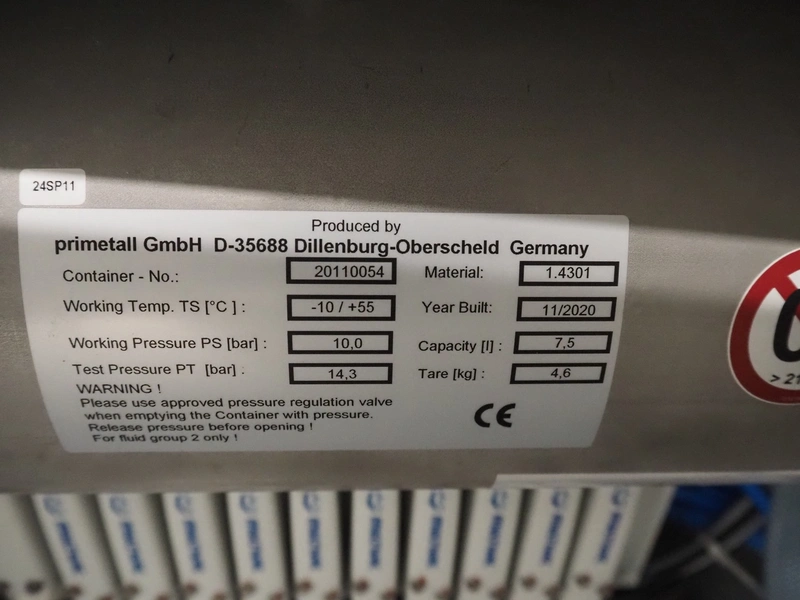 24SP11
Produced by
primetall GmbH D-35688 Dillenburg-Oberscheld Germany
Container - No.: 20110054 Material: 1.4301
Working Temp. TS [°C ] : -10 / +55 Year Built: 11/2020
Working Pressure PS [bar] : 10,0 Capacity [l] : 7,5
Test Pressure PT [bar] . 14,3 Tare [kg] : 4,6
WARNING !
Please use approved pressure regulation valve
when emptying the Container with pressure.
Release pressure before opening !
For fluid group 2 only !
CE